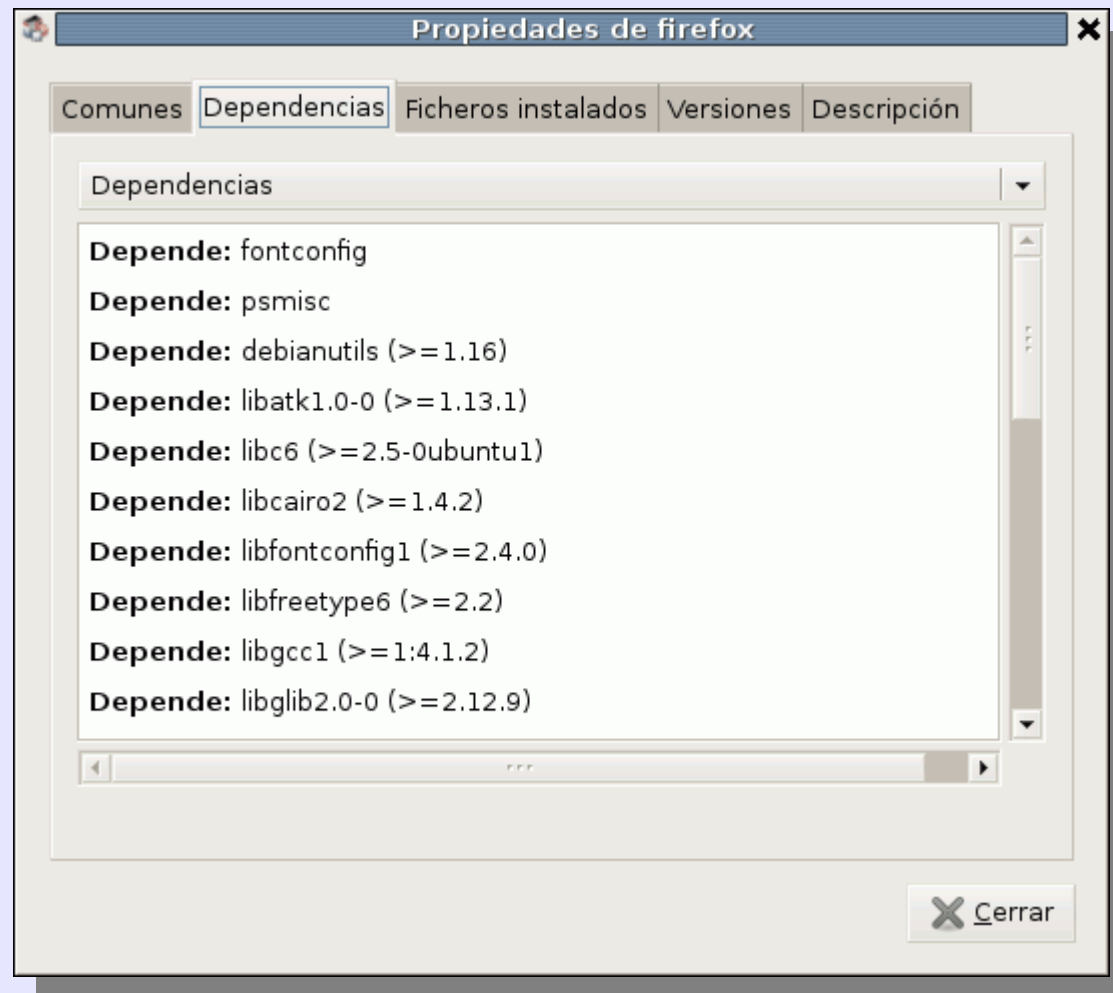 Propiedades de firefox
Comunes Dependencias Ficheros instalados Versiones Descripción
Dependencias
Depende: fontconfig
Depende: psmisc
Depende: debianutils (>=1.16)
Depende: libatk1.0-0 (>=1.13.1)
Depende: libc6 (>=2.5-0ubuntu1)
Depende: libcairo2 (>=1.4.2)
Depende: libfontconfig1 (>=2.4.0)
Depende: libfreetype6 (>=2.2)
Depende: libgcc1 (>=1:4.1.2)
Depende: libglib2.0-0 (>=2.12.9)
Cerrar